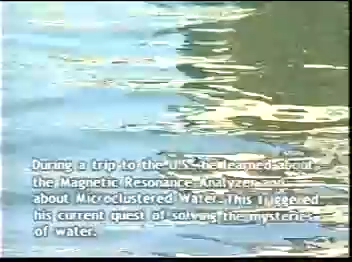 During a trip to the U.S. he learned about
the Magnetic Resonance Analyzer and
about Microclustered Water. This triggered
his current quest of solving the mysteries
of water.